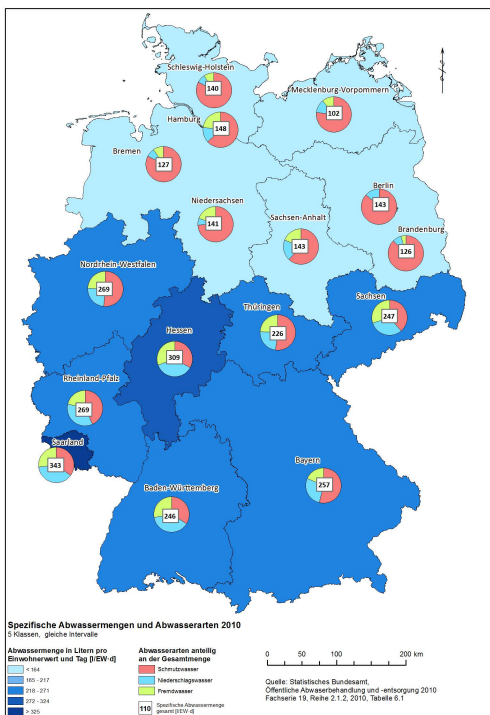 Schleswig-Holstein
140
Mecklenburg-Vorpommern
102
Hamburg
148
Bremen
127
Berlin
143
Niedersachsen
141
Sachsen-Anhalt
143
Brandenburg
126
Nordrhein-Westfalen
269
Thüringen
226
Sachsen
247
Hessen
309
Rheinland-Pfalz
269
Saarland
343
Bayern
257
Baden-Württemberg
246
Spezifische Abwassermengen und Abwasserarten 2010
5 Klassen, gleiche Intervalle
Abwassermenge in Litern pro
Einwohnerwert und Tag [l/EW-d]
< 164
165 - 217
218 - 271
272 - 324
> 325
Abwasserarten anteilig
an der Gesamtmenge
Schmutzwasser
Niederschlagswasser
Fremdwasser
110
Spezifische Abwassermenge
gesamt [l/EW-d]
0 50 100 200 km
Quelle: Statistisches Bundesamt,
Öffentliche Abwaserbehandlung und -entsorgung 2010
Fachserie 19, Reihe 2.1.2, 2010, Tabelle 6.1